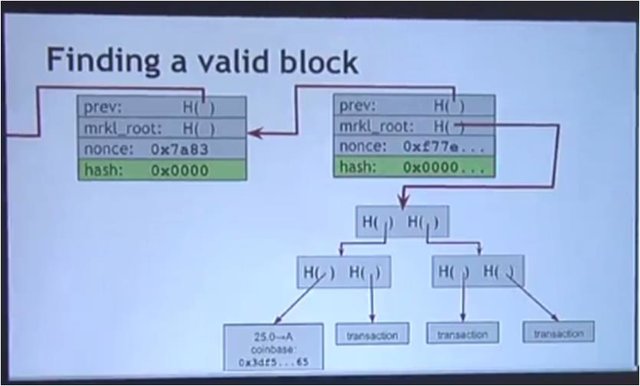 Finding a valid block
prev: H( )
mrkl_root: H( )
nonce: 0x7a83
hash: 0x0000
prev: H( )
mrkl_root: H( )
nonce: 0xf77e...
hash: 0x0000...
H( ) H( )
H( ) H( )
H( ) H( )
25.0→A
coinbase:
0x3df5...65
transaction
transaction
transaction